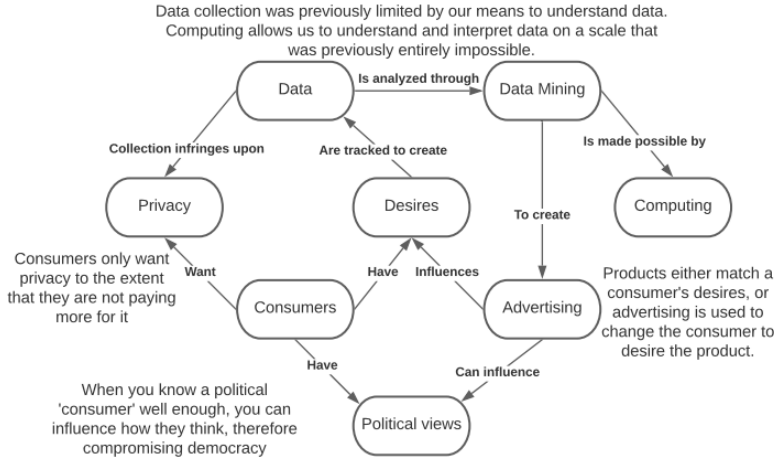 Data collection was previously limited by our means to understand data.
Computing allows us to understand and interpret data on a scale that
was previously entirely impossible.
Data
Is analyzed through
Data Mining
Collection infringes upon
Are tracked to create
Is made possible by
Privacy
Desires
To create
Computing
Consumers only want
privacy to the extent
that they are not paying
more for it
Want
Have
Influences
Consumers
Advertising
Products either match a
consumer's desires, or
advertising is used to
change the consumer to
desire the product.
Have
Can influence
When you know a political
'consumer' well enough, you can
influence how they think, therefore
compromising democracy
Political views